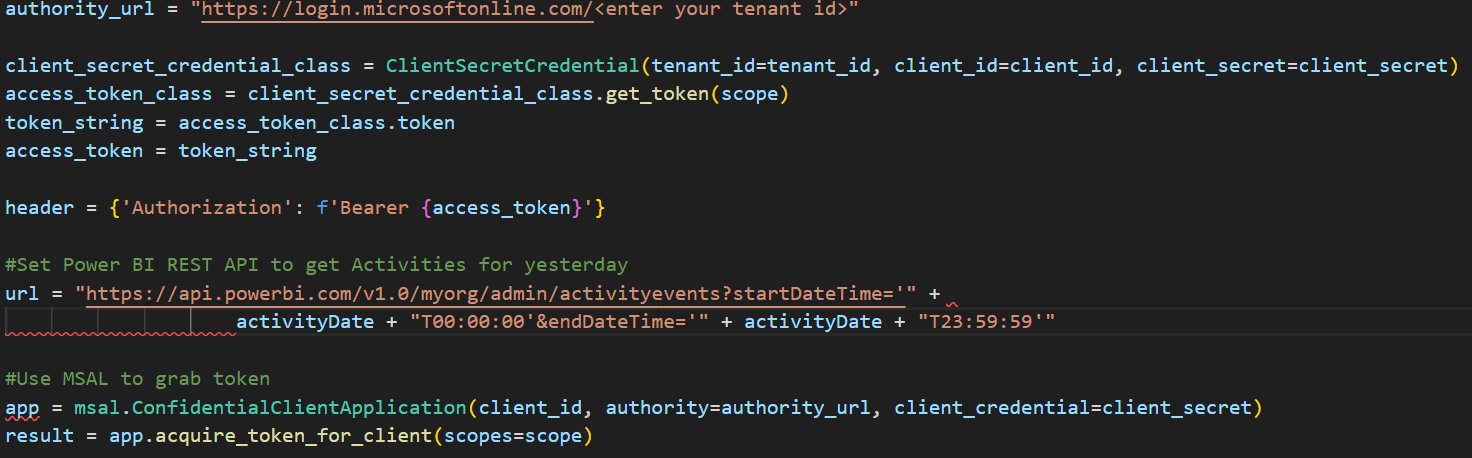 authority_url = "https://login.microsoftonline.com/<enter your tenant id>"
client_secret_credential_class = ClientSecretCredential(tenant_id=tenant_id, client_id=client_id, client_secret=client_secret)
access_token_class = client_secret_credential_class.get_token(scope)
token_string = access_token_class.token
access_token = token_string
header = {'Authorization': f'Bearer {access_token}'}
#Set Power BI REST API to get Activities for yesterday
url = "https://api.powerbi.com/v1.0/myorg/admin/activityevents?startDateTime='" +
activityDate + "T00:00:00'&endDateTime='" + activityDate + "T23:59:59'"
#Use MSAL to grab token
app = msal.ConfidentialClientApplication(client_id, authority=authority_url, client_credential=client_secret)
result = app.acquire_token_for_client(scopes=scope)